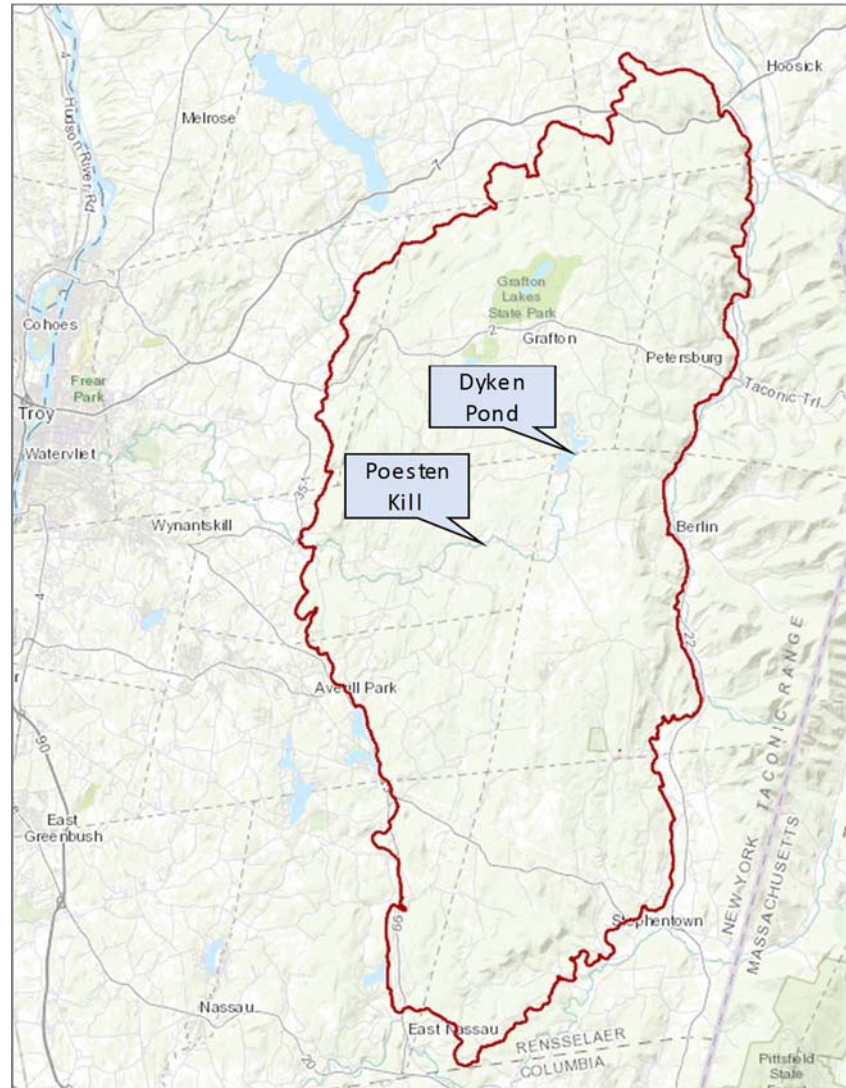 Hoosick
4
Hudson River Rd
Melrose
7
Grafton
Lakes
State Park
Cohoes
2
Grafton
Petersburg
Frear
Park
Dyken
Pond
Taconic Trl
Troy
Watervliet
Poesten
Kill
351
Wynantskill
Berlin
4
22
Averill Park
90
East
Greenbush
NEW YORK
TACONIC RANGE
MASSACHUSETTS
Stephentown
66
Nassau
East Nassau
20
RENSSELAER
COLUMBIA
Pittsfield
State